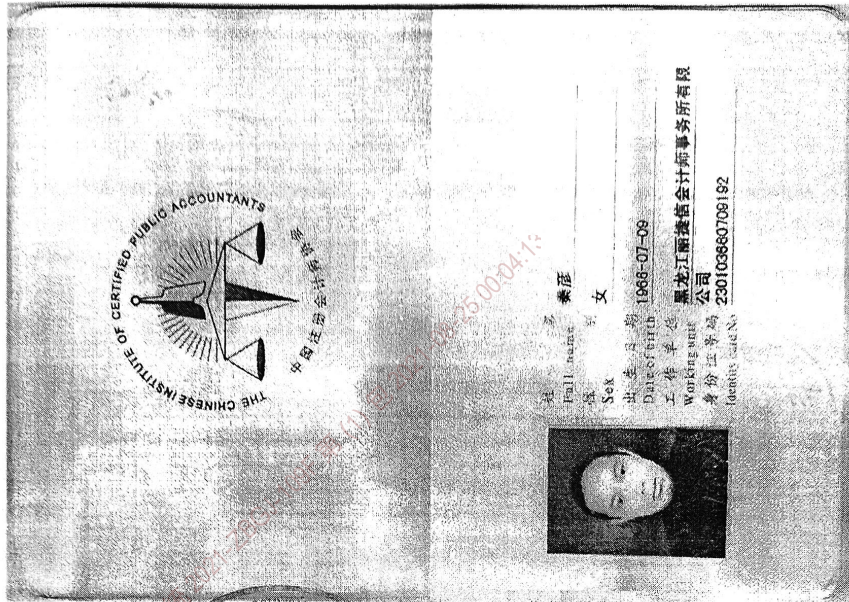 THE CHINESE INSTITUTE OF CERTIFIED PUBLIC ACCOUNTANTS
中国注册会计师协会
姓 名
Full name 秦彦
性 别
Sex 女
出生日期
Date of birth 1968-07-09
工作单位
Working unit 黑龙江丽捷信会计师事务所有限
公司
身份证号码
Identity card No. 230103680709192